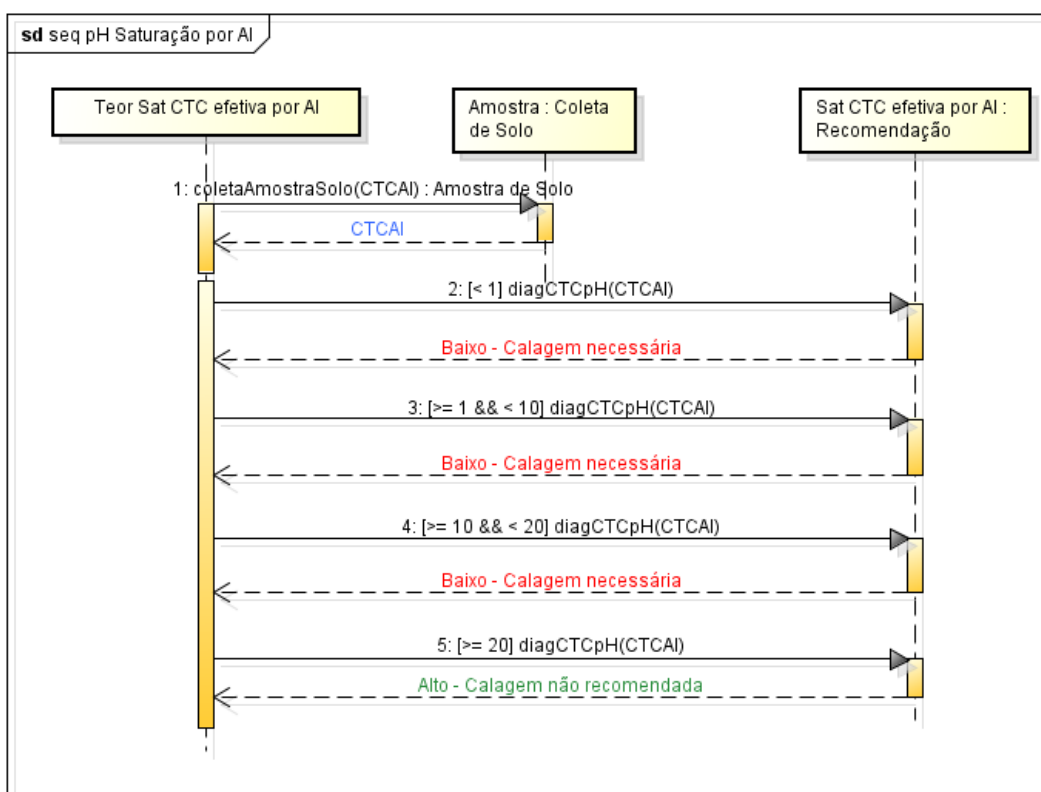 sd seq pH Saturação por Al
Teor Sat CTC efetiva por Al
Amostra : Coleta
de Solo
Sat CTC efetiva por Al :
Recomendação
1: coletaAmostraSolo(CTCAl) : Amostra de Solo
CTCAl
2: [< 1] diagCTCpH(CTCAl)
Baixo - Calagem necessária
3: [>= 1 && < 10] diagCTCpH(CTCAl)
Baixo - Calagem necessária
4: [>= 10 && < 20] diagCTCpH(CTCAl)
Baixo - Calagem necessária
5: [>= 20] diagCTCpH(CTCAl)
Alto - Calagem não recomendada